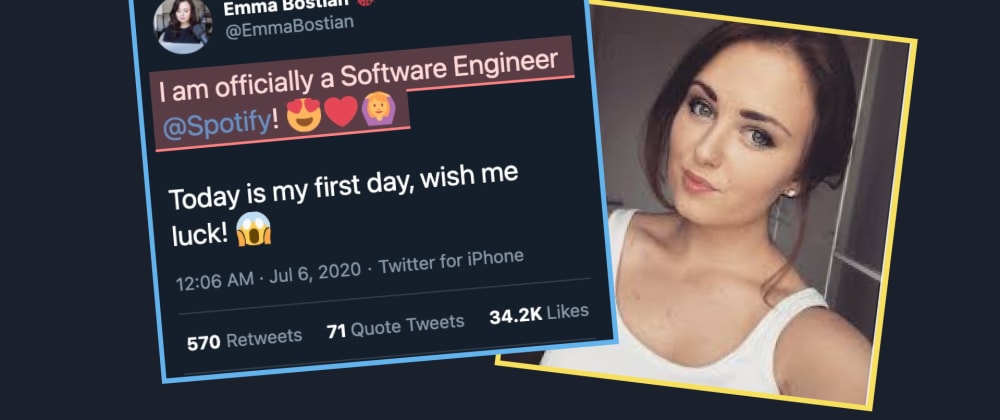 Emma Bostian
@EmmaBostian
I am officially a Software Engineer
@Spotify! 😍❤️🙆
Today is my first day, wish me
luck! 😱
12:06 AM · Jul 6, 2020 · Twitter for iPhone
570 Retweets 71 Quote Tweets 34.2K Likes